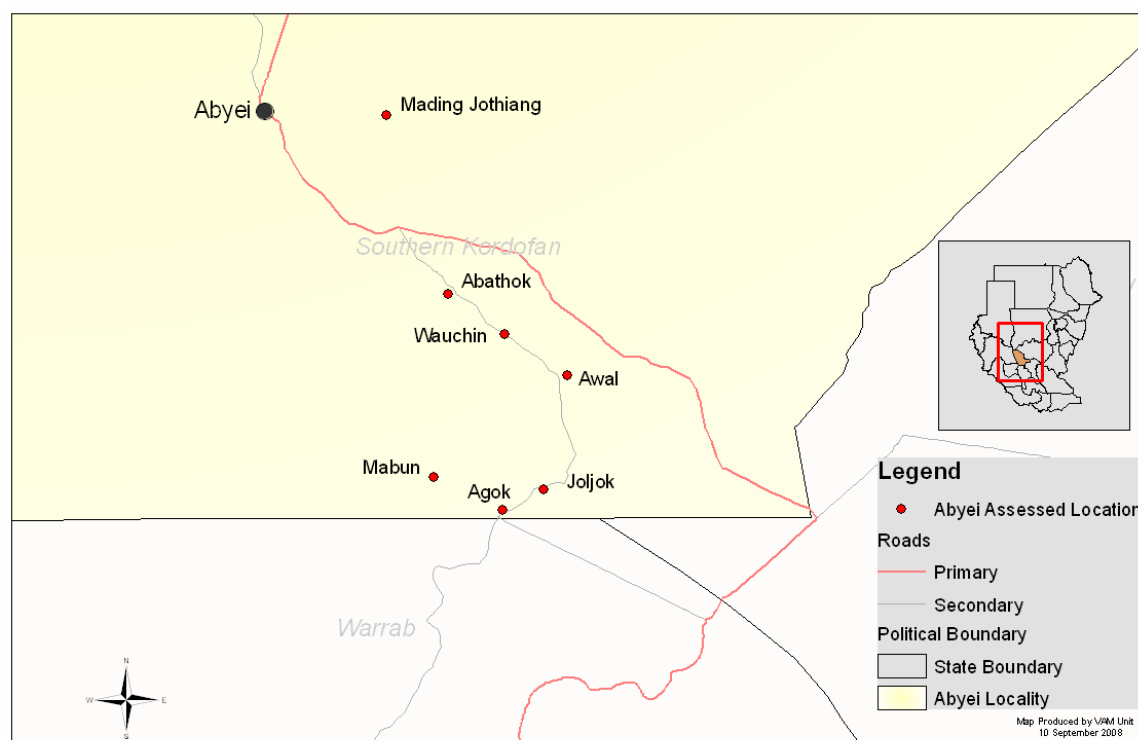 Mading Jothiang
Abyei
Southern Kordofan
Abathok
Wauchin
Awal
Mabun
Joljok
Agok
Warrab
N
W
E
S
Legend
Abyei Assessed Location
Roads
Primary
Secondary
Political Boundary
State Boundary
Abyei Locality
Map Produced by VAM Unit
10 September 2008